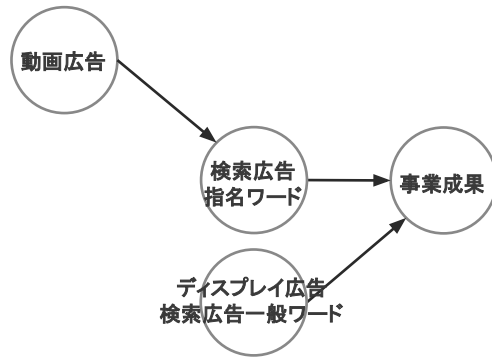 動画広告
検索広告
指名ワード
事業成果
ディスプレイ広告
検索広告一般ワード